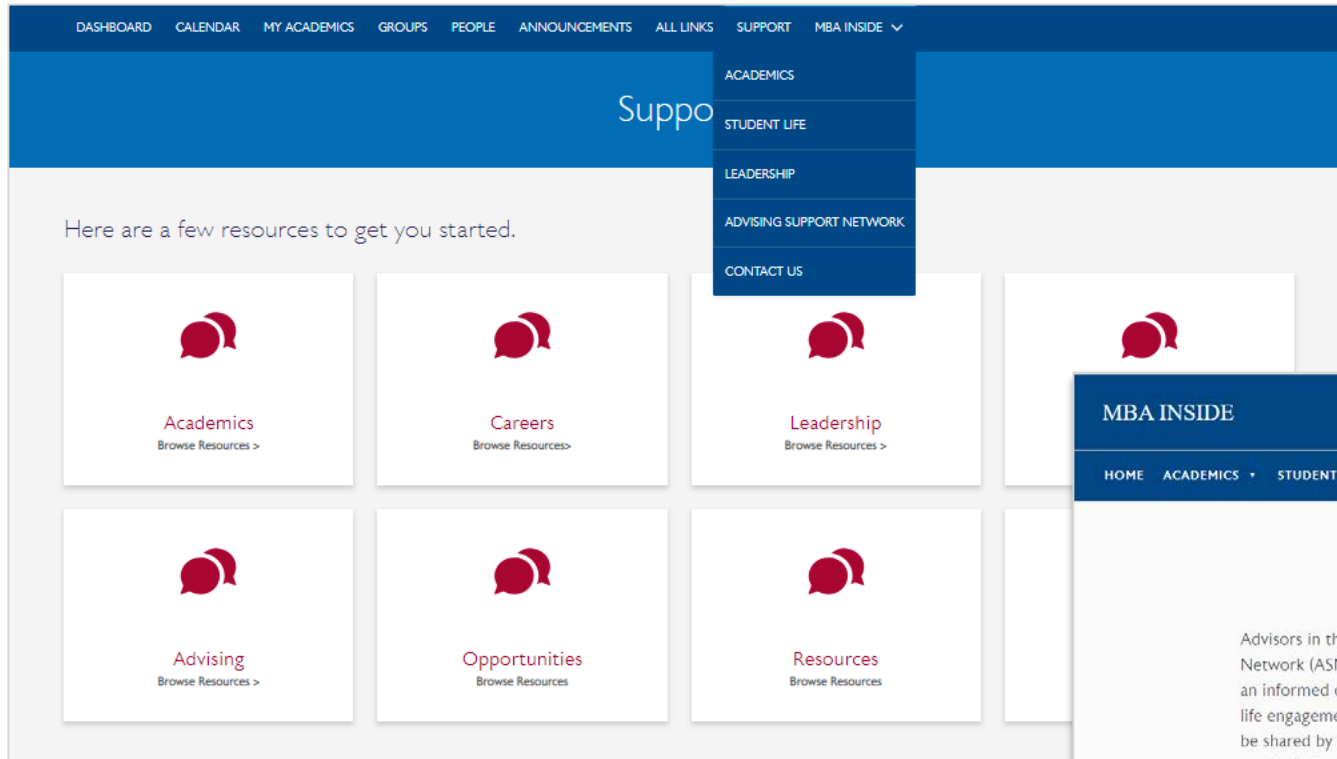 DASHBOARD CALENDAR MY ACADEMICS GROUPS PEOPLE ANNOUNCEMENTS ALL LINKS SUPPORT MBA INSIDE
ACADEMICS
STUDENT LIFE
LEADERSHIP
ADVISING SUPPORT NETWORK
CONTACT US
Suppo
Here are a few resources to get you started.
Academics
Browse Resources >
Careers
Browse Resources>
Leadership
Browse Resources >
Advising
Browse Resources >
Opportunities
Browse Resources
Resources
Browse Resources
MBA INSIDE
HOME ACADEMICS STUDENT
Advisors in th
Network (ASN
an informed
life engageme
be shared by